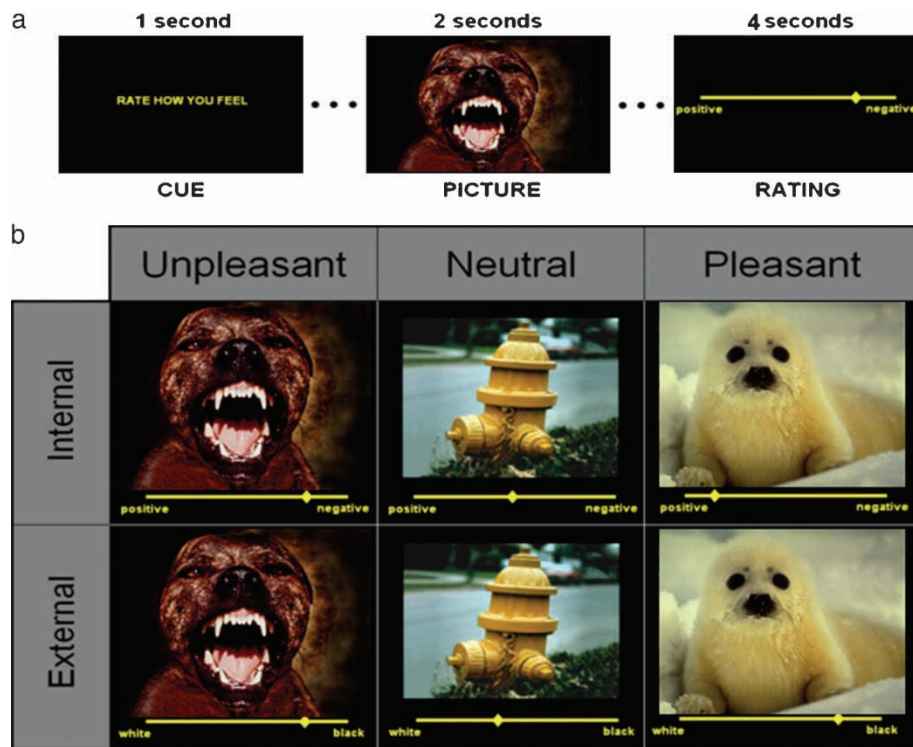 a
1 second
2 seconds
4 seconds
RATE HOW YOU FEEL
positive
negative
CUE
PICTURE
RATING
b
Unpleasant
Neutral
Pleasant
Internal
positive
negative
positive
negative
positive
negative
External
white
black
white
black
white
black